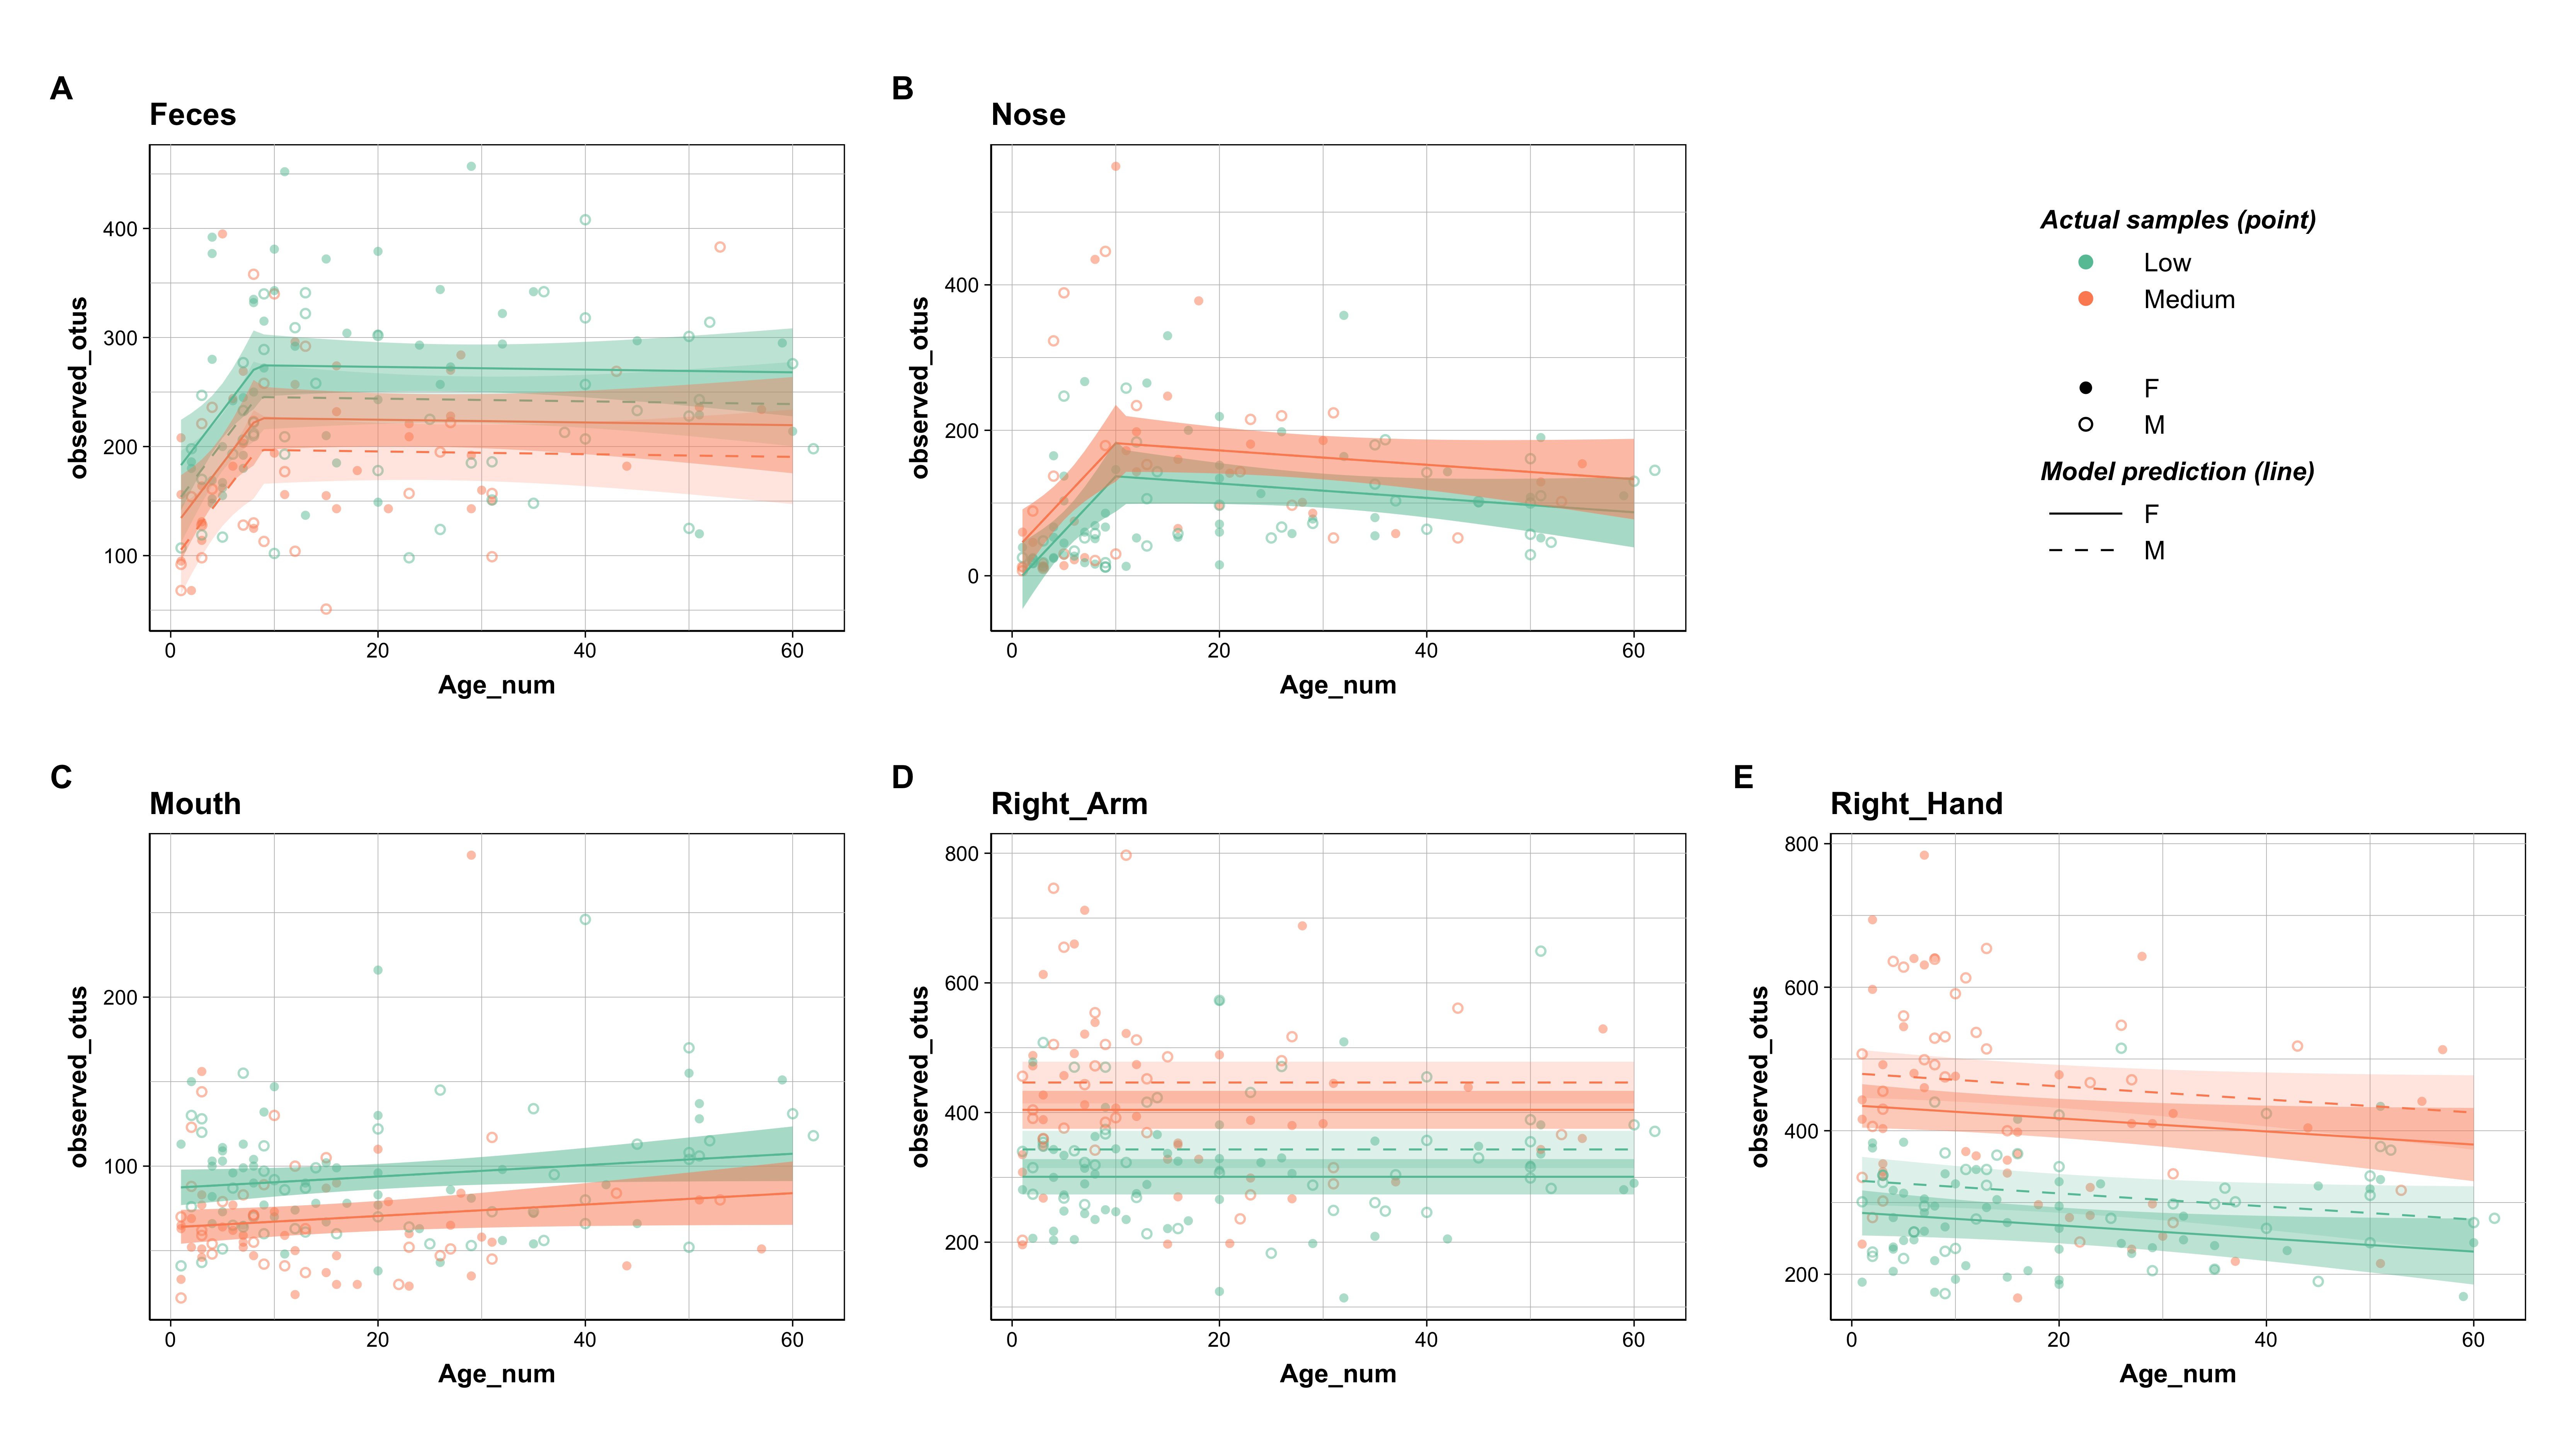 A
Feces
observed_otus
400
300
200
100
0
20
40
60
Age_num
B
Nose
observed_otus
400
200
0
0
20
40
60
Age_num
Actual samples (point)
Low
Medium
F
M
Model prediction (line)
F
M
C
Mouth
observed_otus
200
100
0
20
40
60
Age_num
D
Right_Arm
observed_otus
800
600
400
200
0
20
40
60
Age_num
E
Right_Hand
observed_otus
800
600
400
200
0
20
40
60
Age_num